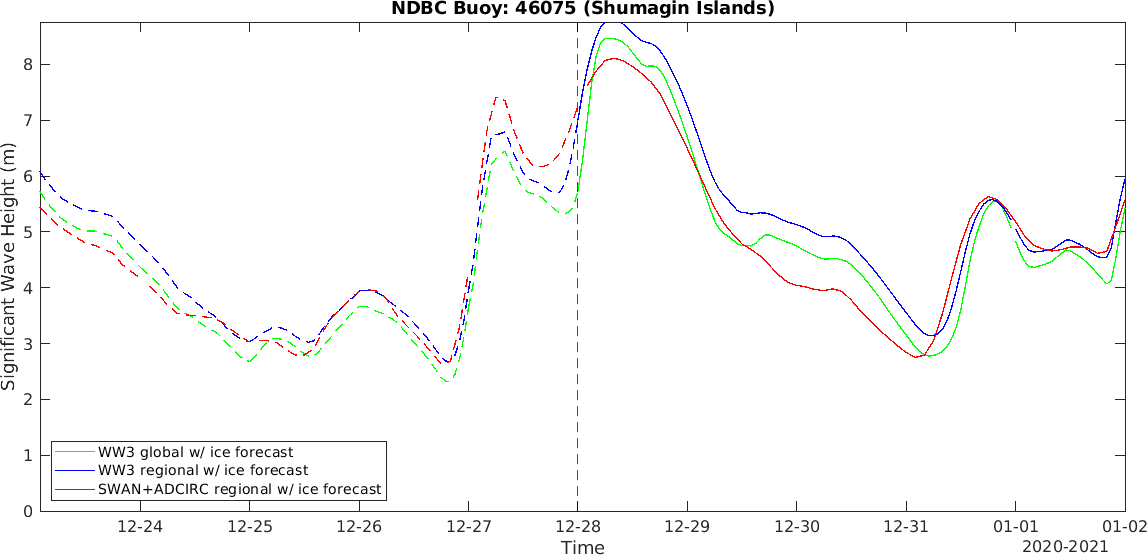 NDBC Buoy: 46075 (Shumagin Islands)
Significant Wave Height (m)
8
7
6
5
4
3
2
1
0
WW3 global w/ ice forecast
WW3 regional w/ ice forecast
SWAN+ADCIRC regional w/ ice forecast
12-24 12-25 12-26 12-27 12-28 12-29 12-30 12-31 01-01 01-02
Time
2020-2021